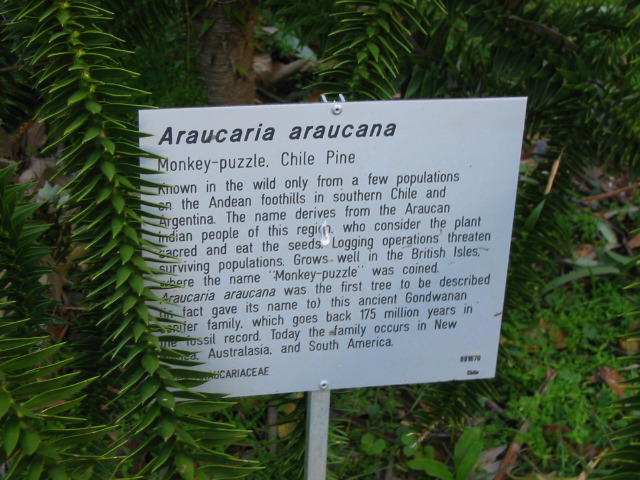 Araucaria araucana
Monkey-puzzle. Chile Pine
Known in the wild only from a few populations
on the Andean foothills in southern Chile and
Argentina. The name derives from the Araucan
Indian people of this region, who consider the plant
sacred and eat the seeds. Logging operations threaten
surviving populations. Grows well in the British Isles,
where the name "Monkey-puzzle" was coined.
Araucaria araucana was the first tree to be described
(in fact gave its name to) this ancient Gondwanan
conifer family, which goes back 175 million years in
the fossil record. Today the family occurs in New
Australasia, and South America.
ARAUCARIACEAE
Chile